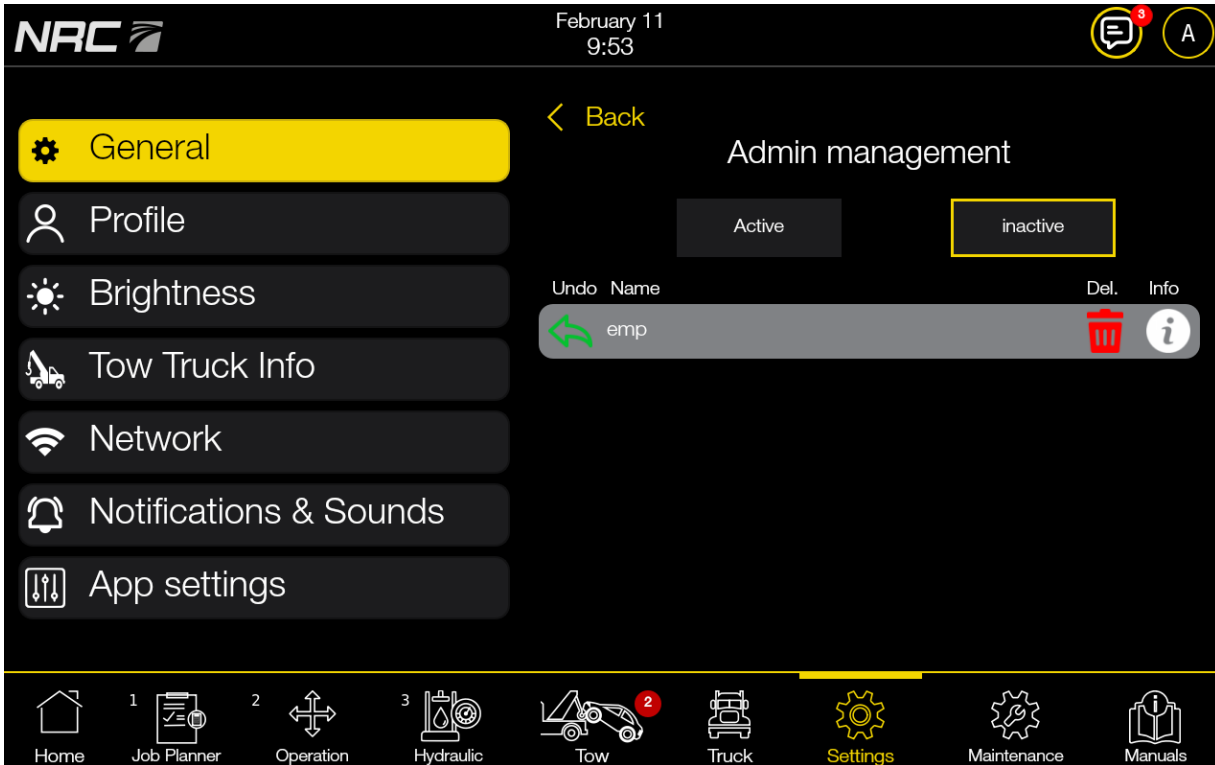 NRC
February 11
9:53
3
A
General
Profile
Brightness
Tow Truck Info
Network
Notifications & Sounds
App settings
Back
Admin management
Active
inactive
Undo Name Del. Info
emp
i
Home
1 Job Planner
2 Operation
3 Hydraulic
2
Tow
Truck
Settings
Maintenance
Manuals